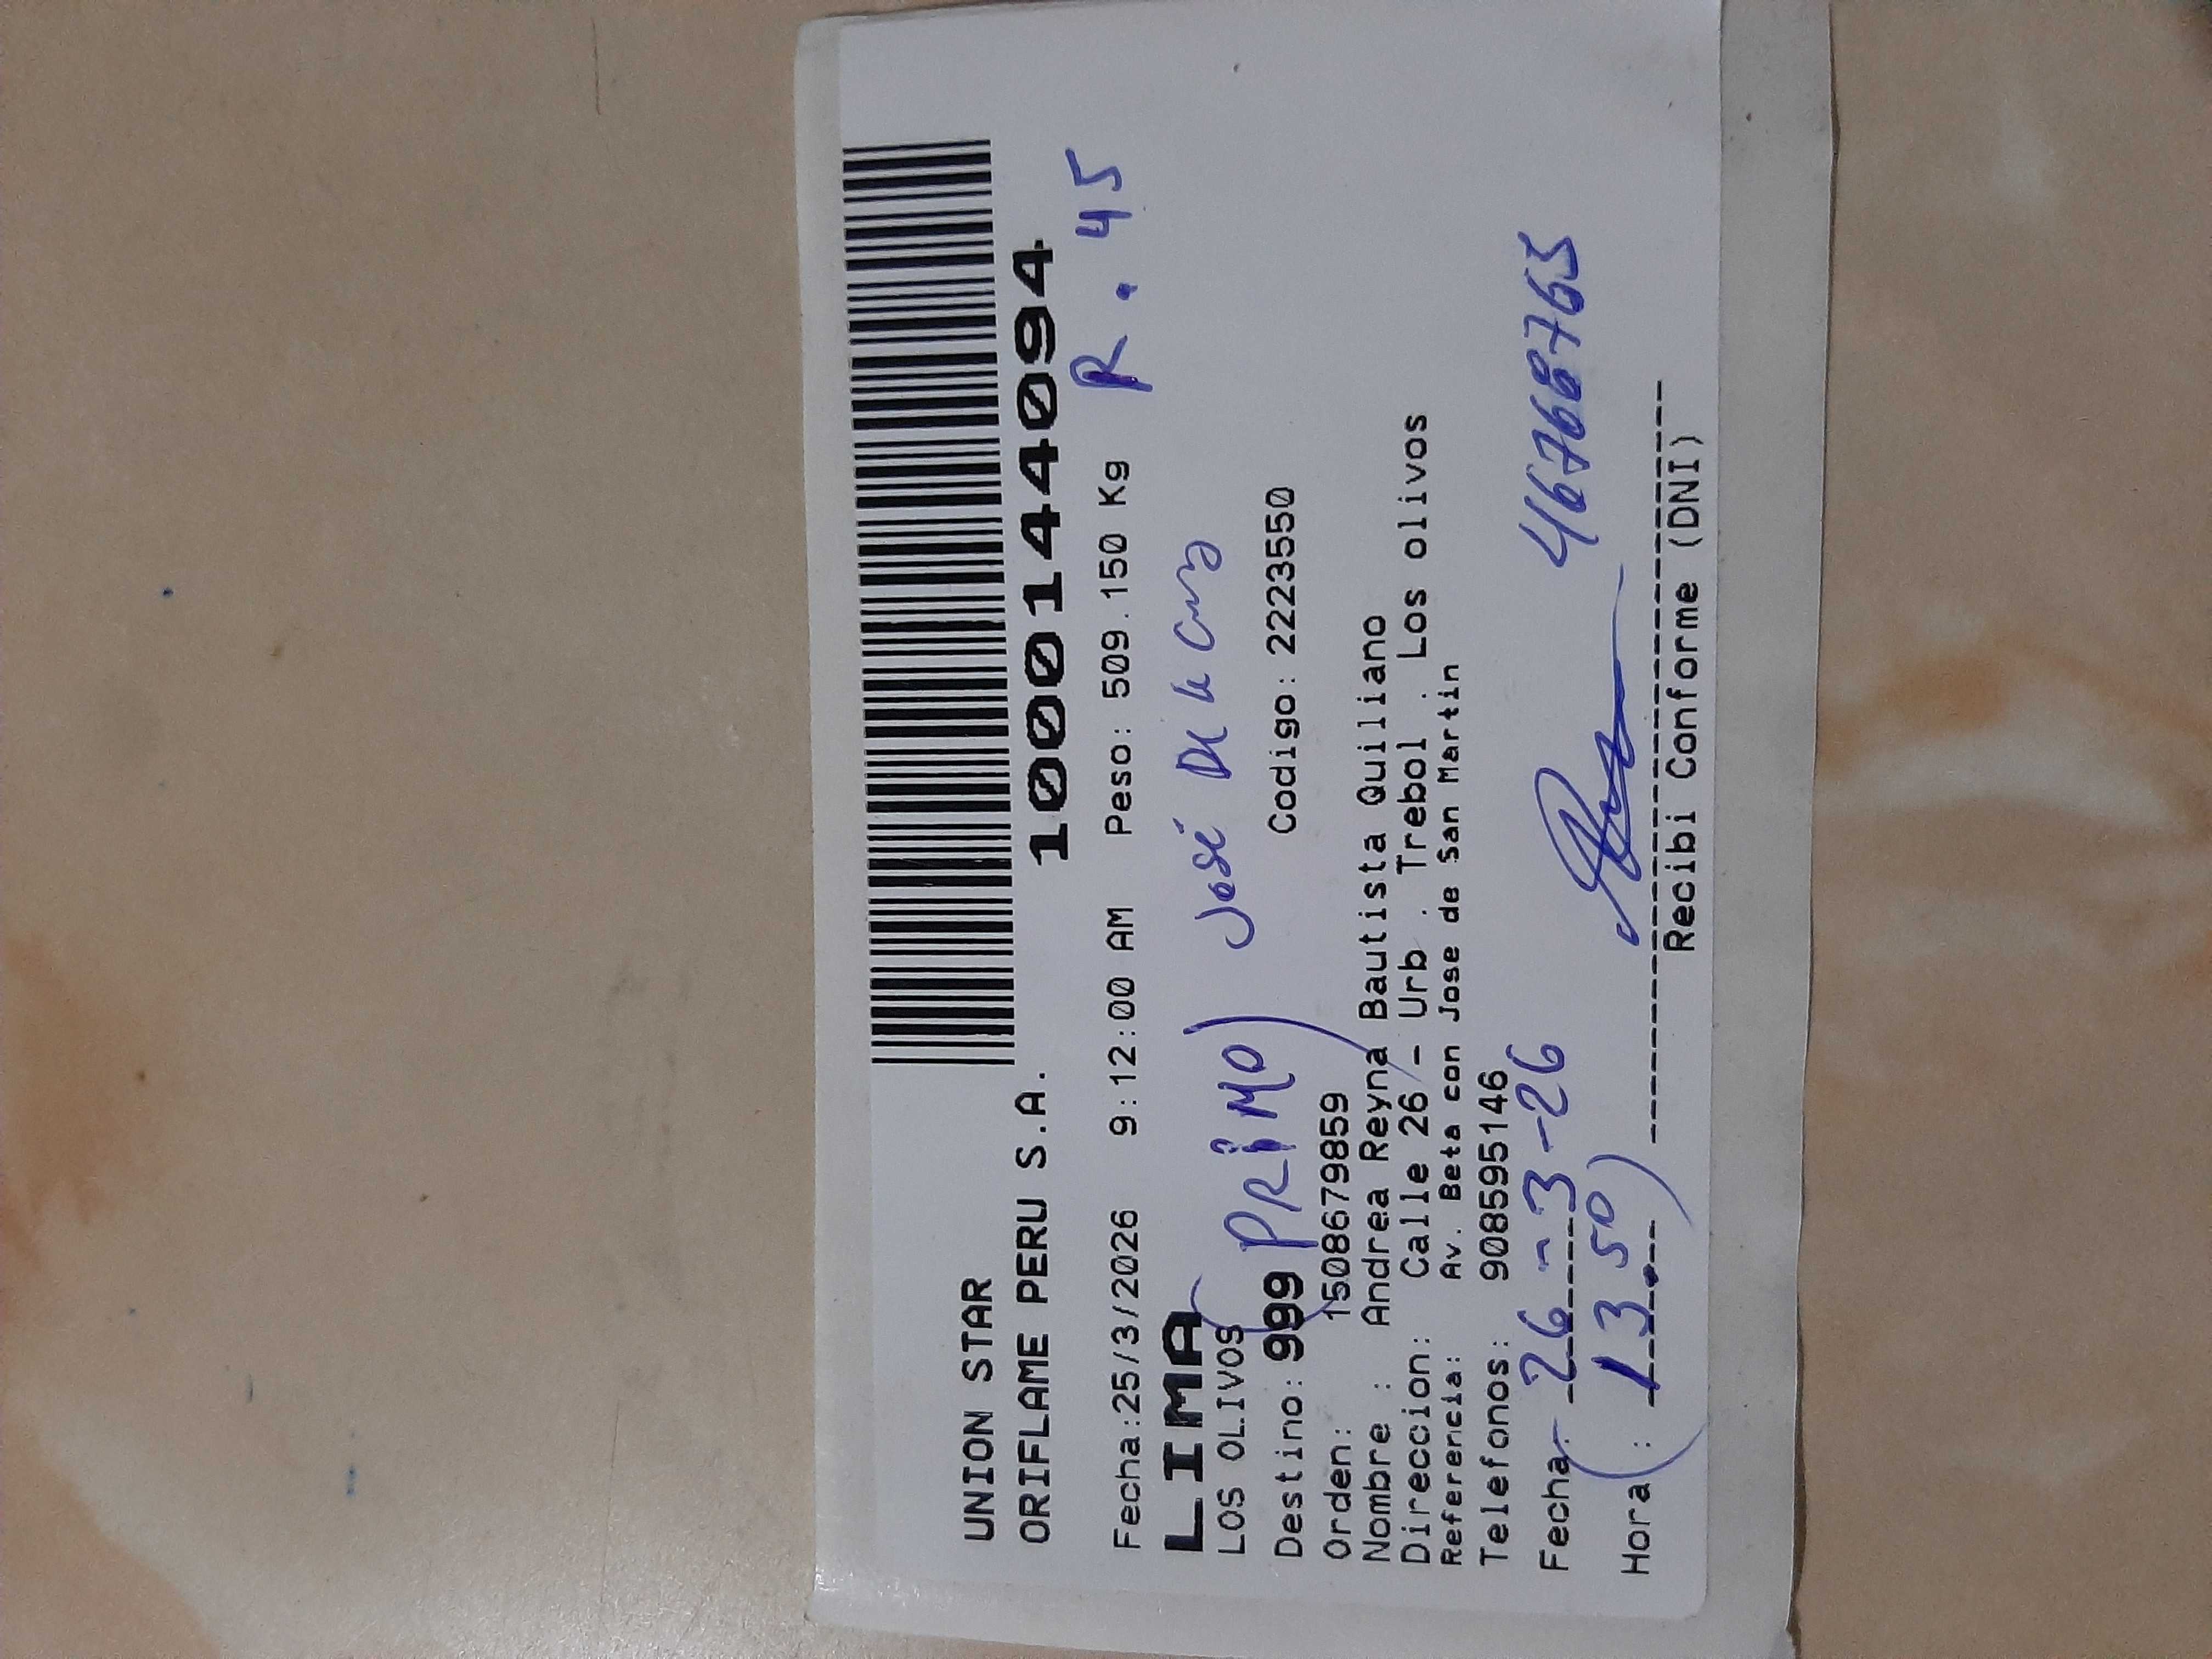 UNION STAR
ORIFLAME PERU S.A.
1000144094
Fecha:25/3/2026 9:12:00 AM Peso: 509.150 Kg R. 45
LIMA
LOS OLIVOS (PRIMO) José De la Cruz
Destino: 999 Codigo: 2223550
Orden: 1508679859
Nombre : Andrea Reyna Bautista Quiliano
Direccion: Calle 26 - Urb . Trebol . Los olivos
Referencia: Av. Beta con Jose de San Martin
Telefonos: 908595146
Fecha: 26-3-26 46768765
Hora : (13 50)
Recibi Conforme (DNI)